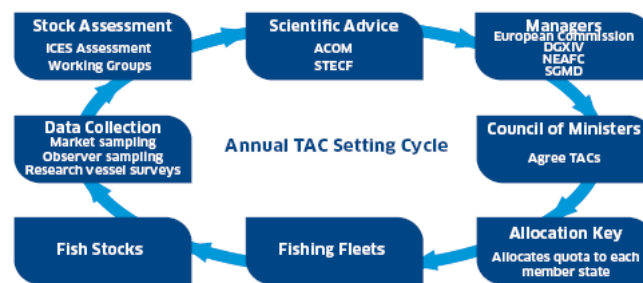 Stock Assessment
ICES Assessment
Working Groups
Scientific Advice
ACOM
STECF
Managers
European Commission
DGXIV
NEAFC
SGMD
Data Collection
Market sampling
Observer sampling
Research vessel surveys
Annual TAC Setting Cycle
Council of Ministers
Agree TACs
Fish Stocks
Fishing Fleets
Allocation Key
Allocates quota to each
member state